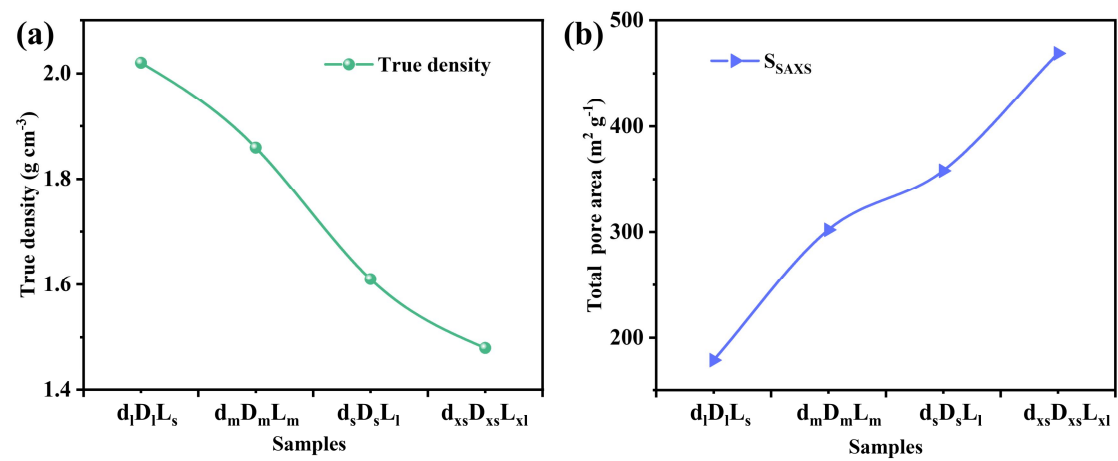 (a)
True density
True density (g cm⁻³)
2.0
1.8
1.6
1.4
dₗDₗLₛ
dₘDₘLₘ
dₛDₛLₗ
dₓₛDₓₛLₓₗ
Samples
(b)
S_SAXS
Total pore area (m² g⁻¹)
500
400
300
200
dₗDₗLₛ
dₘDₘLₘ
dₛDₛLₗ
dₓₛDₓₛLₓₗ
Samples